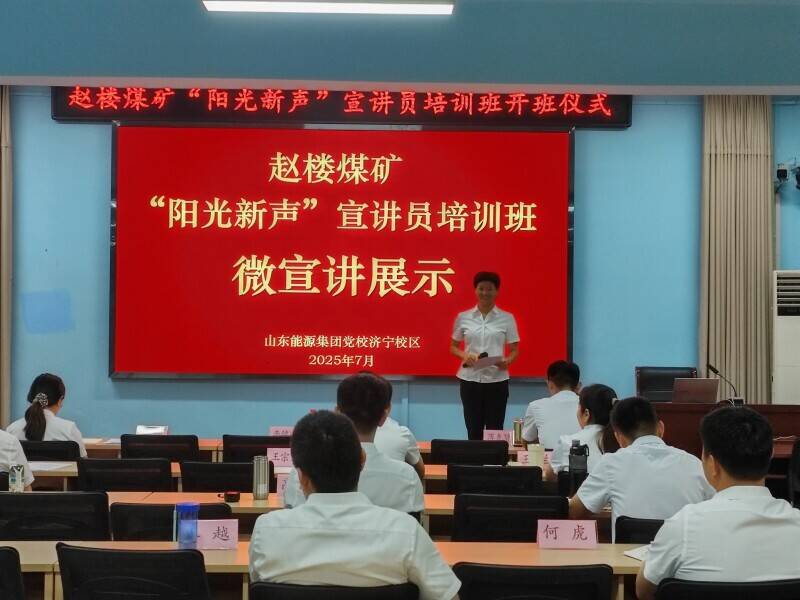 赵楼煤矿“阳光新声”宣讲员培训班开班仪式
赵楼煤矿
“阳光新声”宣讲员培训班
微宣讲展示
山东能源集团党校济宁校区
2025年7月
王
越
何虎